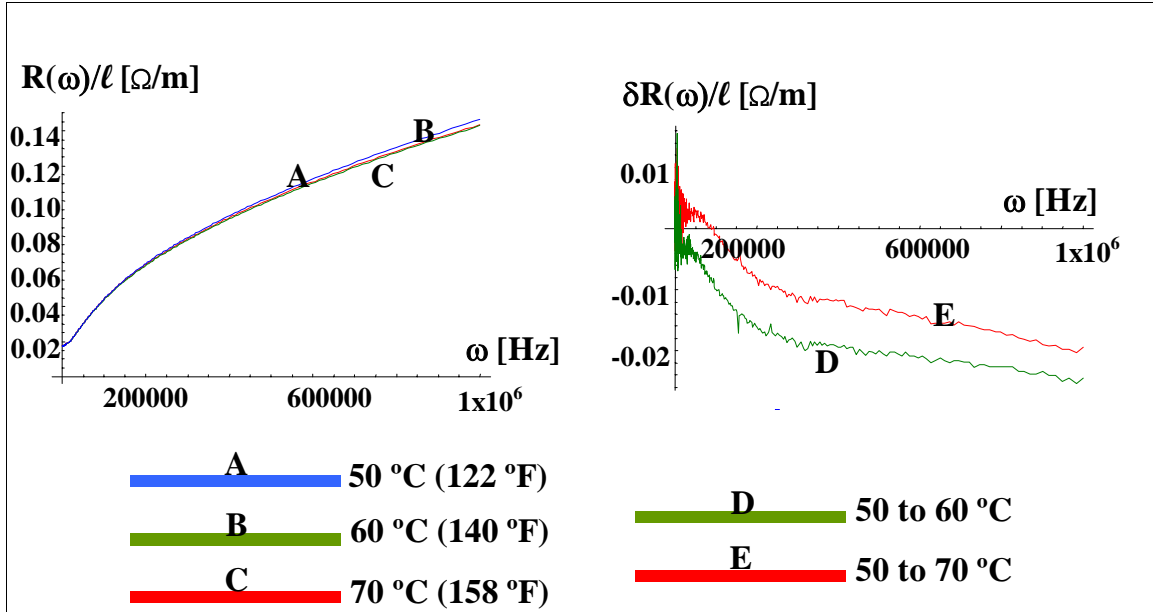 R(ω)/ℓ [Ω/m]
0.14
0.12
0.10
0.08
0.06
0.04
0.02
A
B
C
ω [Hz]
200000
600000
1x10⁶
δR(ω)/ℓ [Ω/m]
0.01
-0.01
-0.02
ω [Hz]
200000
600000
1x10⁶
E
D
A 50 ºC (122 ºF)
B 60 ºC (140 ºF)
C 70 ºC (158 ºF)
D 50 to 60 ºC
E 50 to 70 ºC